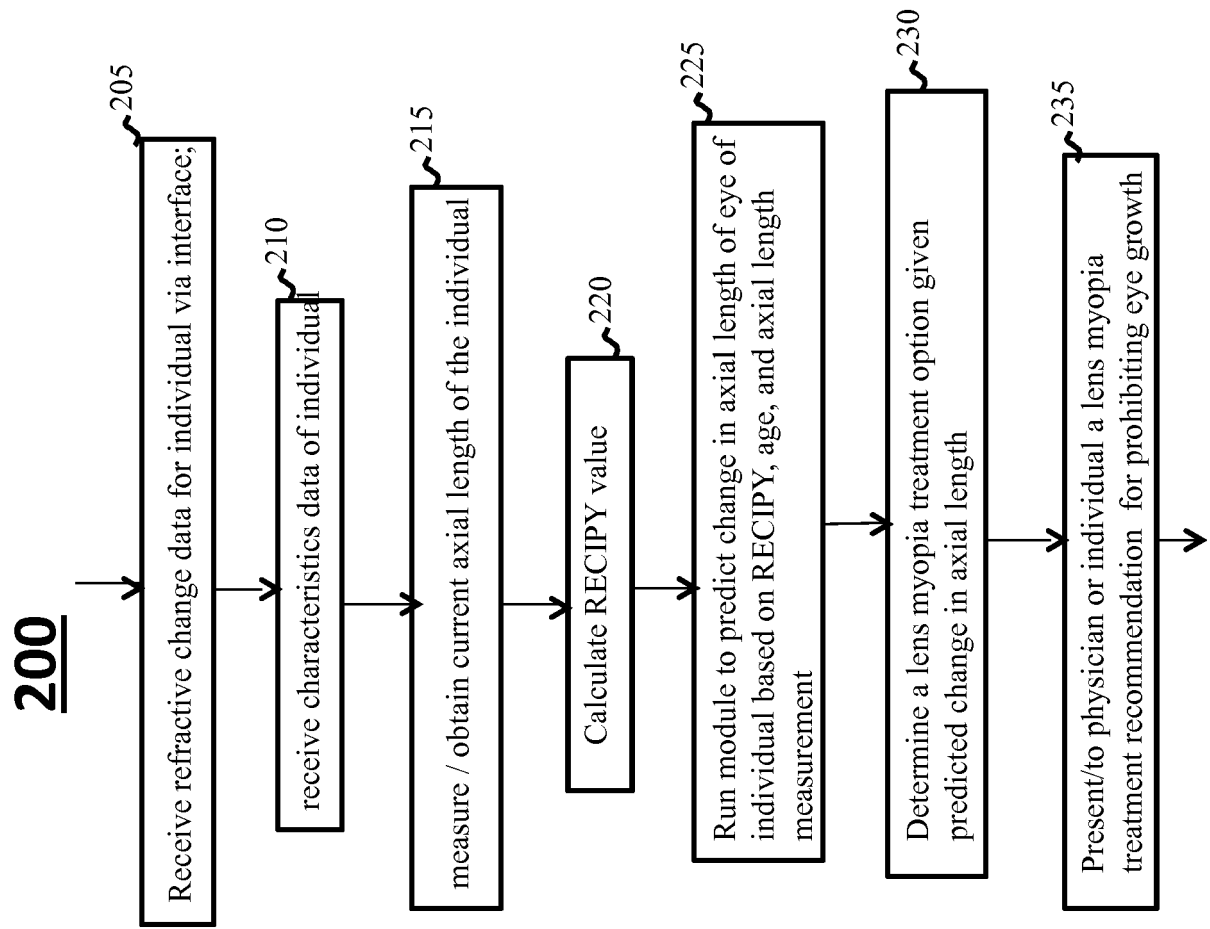 200
205
Receive refractive change data for individual via interface;
210
receive characteristics data of individual
215
measure / obtain current axial length of the individual
220
Calculate RECIPY value
225
Run module to predict change in axial length of eye of
individual based on RECIPY, age, and axial length
measurement
230
Determine a lens myopia treatment option given
predicted change in axial length
235
Present/to physician or individual a lens myopia
treatment recommendation for prohibiting eye growth